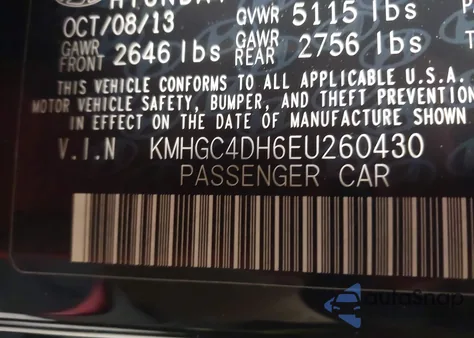 HYUNDAI
OCT/08/13 GVWR 5115 lbs
GAWR FRONT 2646 lbs GAWR REAR 2756 lbs
THIS VEHICLE CONFORMS TO ALL APPLICABLE U.S.A.
MOTOR VEHICLE SAFETY, BUMPER, AND THEFT PREVENTION
IN EFFECT ON THE DATE OF MANUFACTURE SHOWN
V.I.N KMHGC4DH6EU260430
PASSENGER CAR
autoSnap